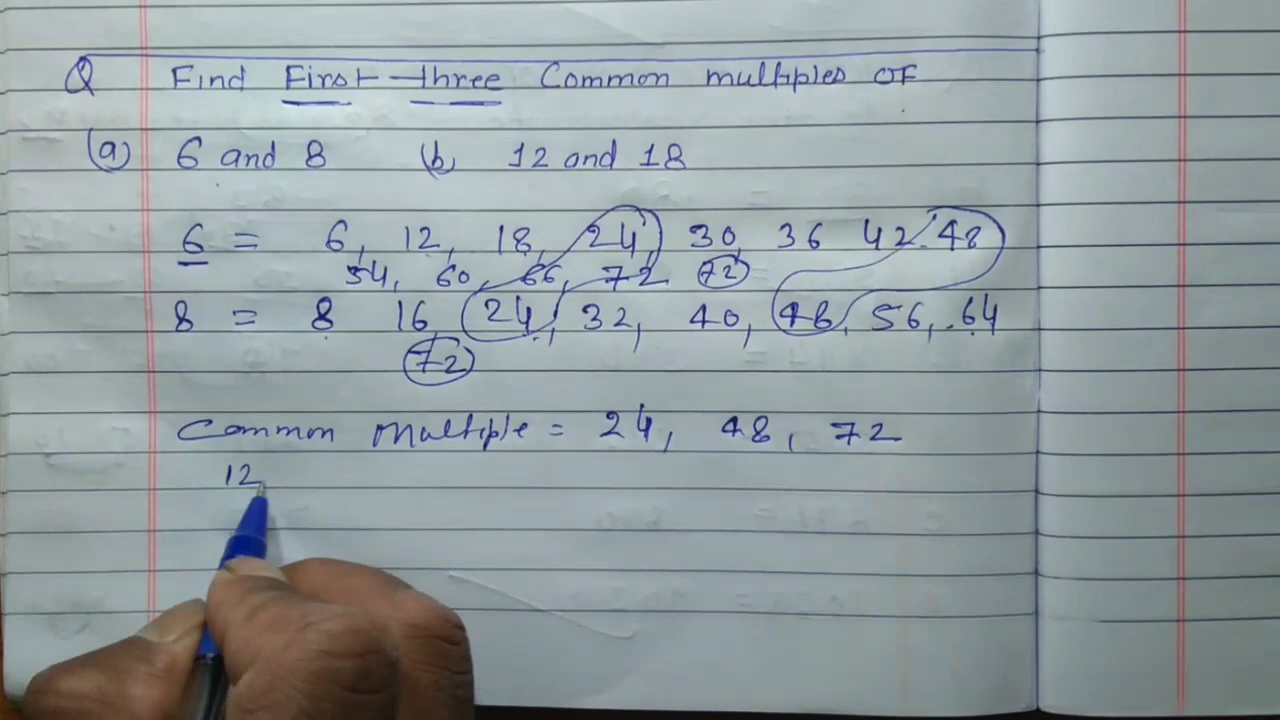 Q Find First three Common multiples OF
(a) 6 and 8 (b) 12 and 18
6 = 6, 12, 18, 24, 30, 36 42 48
54, 60, 66, 72 72
8 = 8 16, 24, 32, 40, 48, 56, 64
72
Common multiple = 24, 48, 72
12